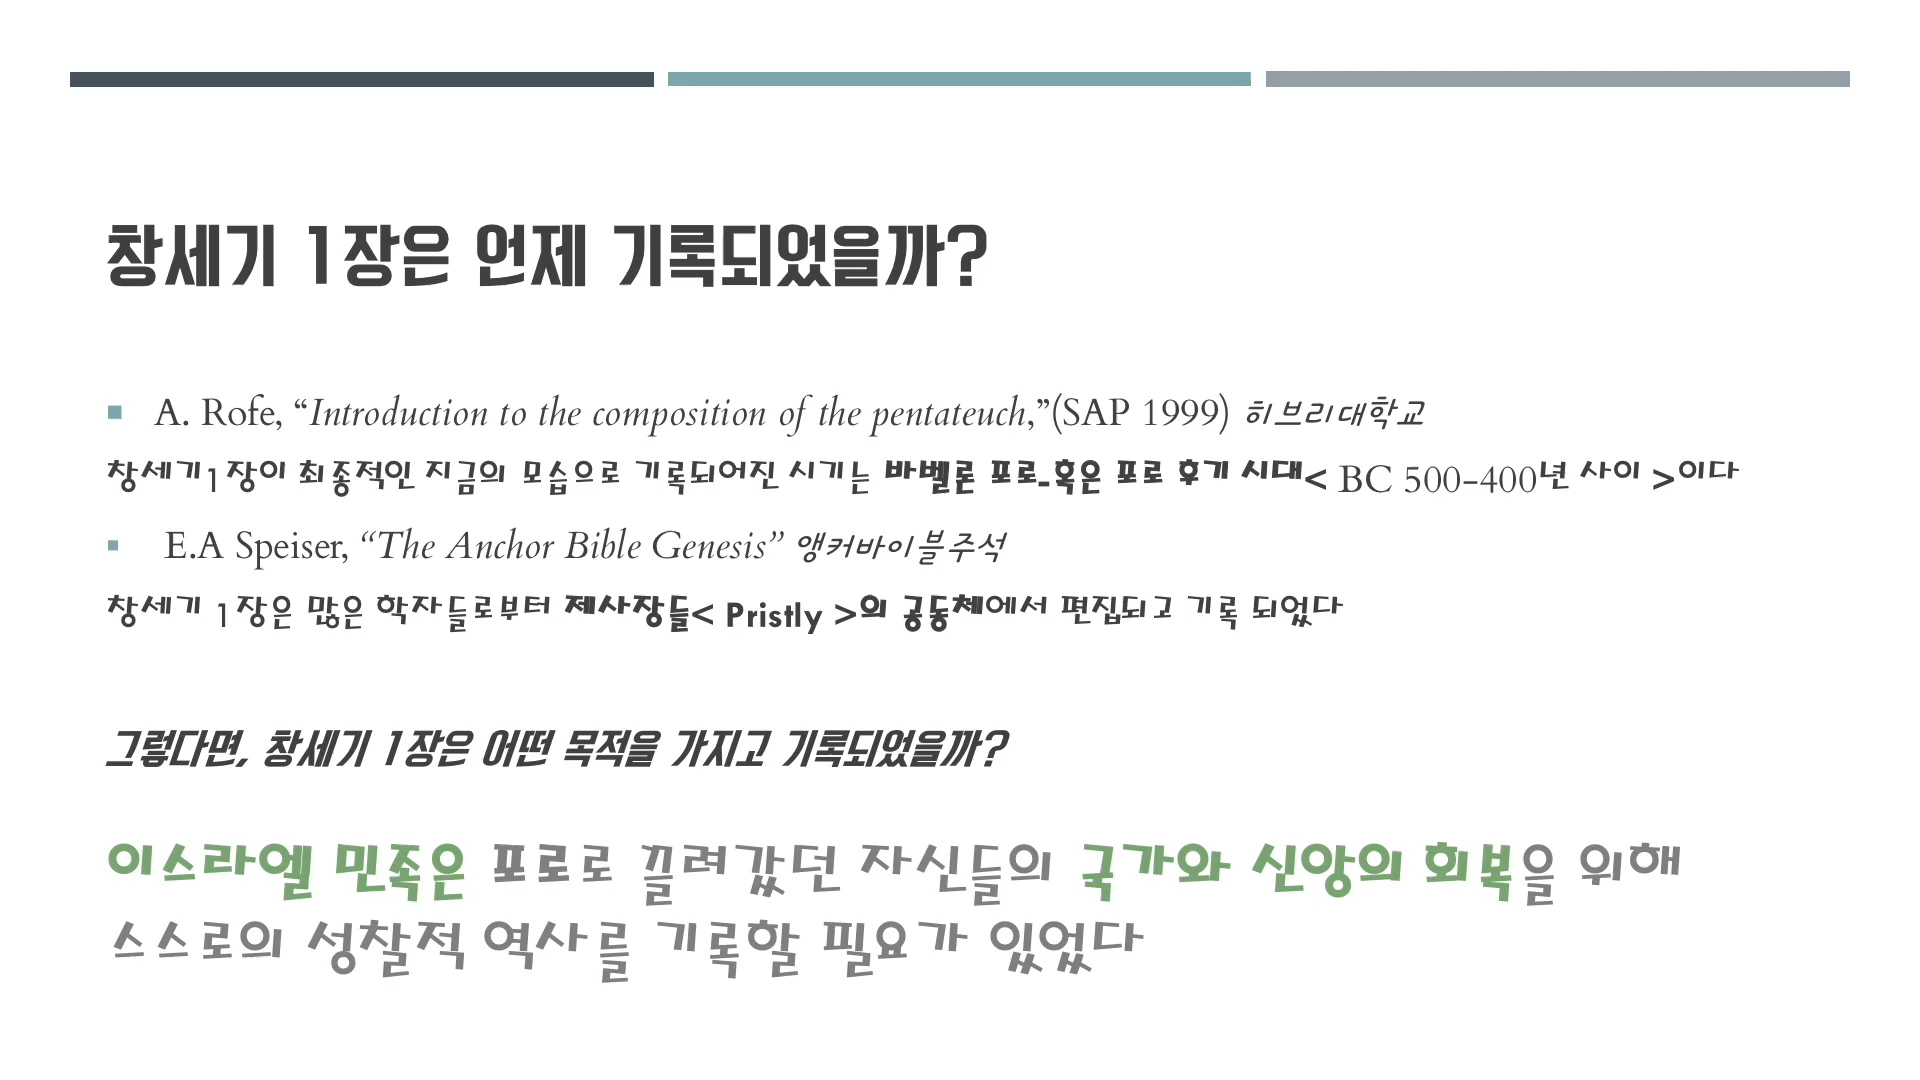 창세기 1장은 언제 기록되었을까?
A. Rofe, “Introduction to the composition of the pentateuch,”(SAP 1999) 히브리대학교
창세기1장이 최종적인 지금의 모습으로 기록되어진 시기는 바벨론 포로-혹은 포로 후기 시대< BC 500-400년 사이 >이다
E.A Speiser, “The Anchor Bible Genesis” 앵커바이블주석
창세기 1장은 많은 학자들로부터 제사장들< Pristly >의 공동체에서 편집되고 기록 되었다
그렇다면, 창세기 1장은 어떤 목적을 가지고 기록되었을까?
이스라엘 민족은 포로로 끌려갔던 자신들의 국가와 신앙의 회복을 위해
스스로의 성찰적 역사를 기록할 필요가 있었다